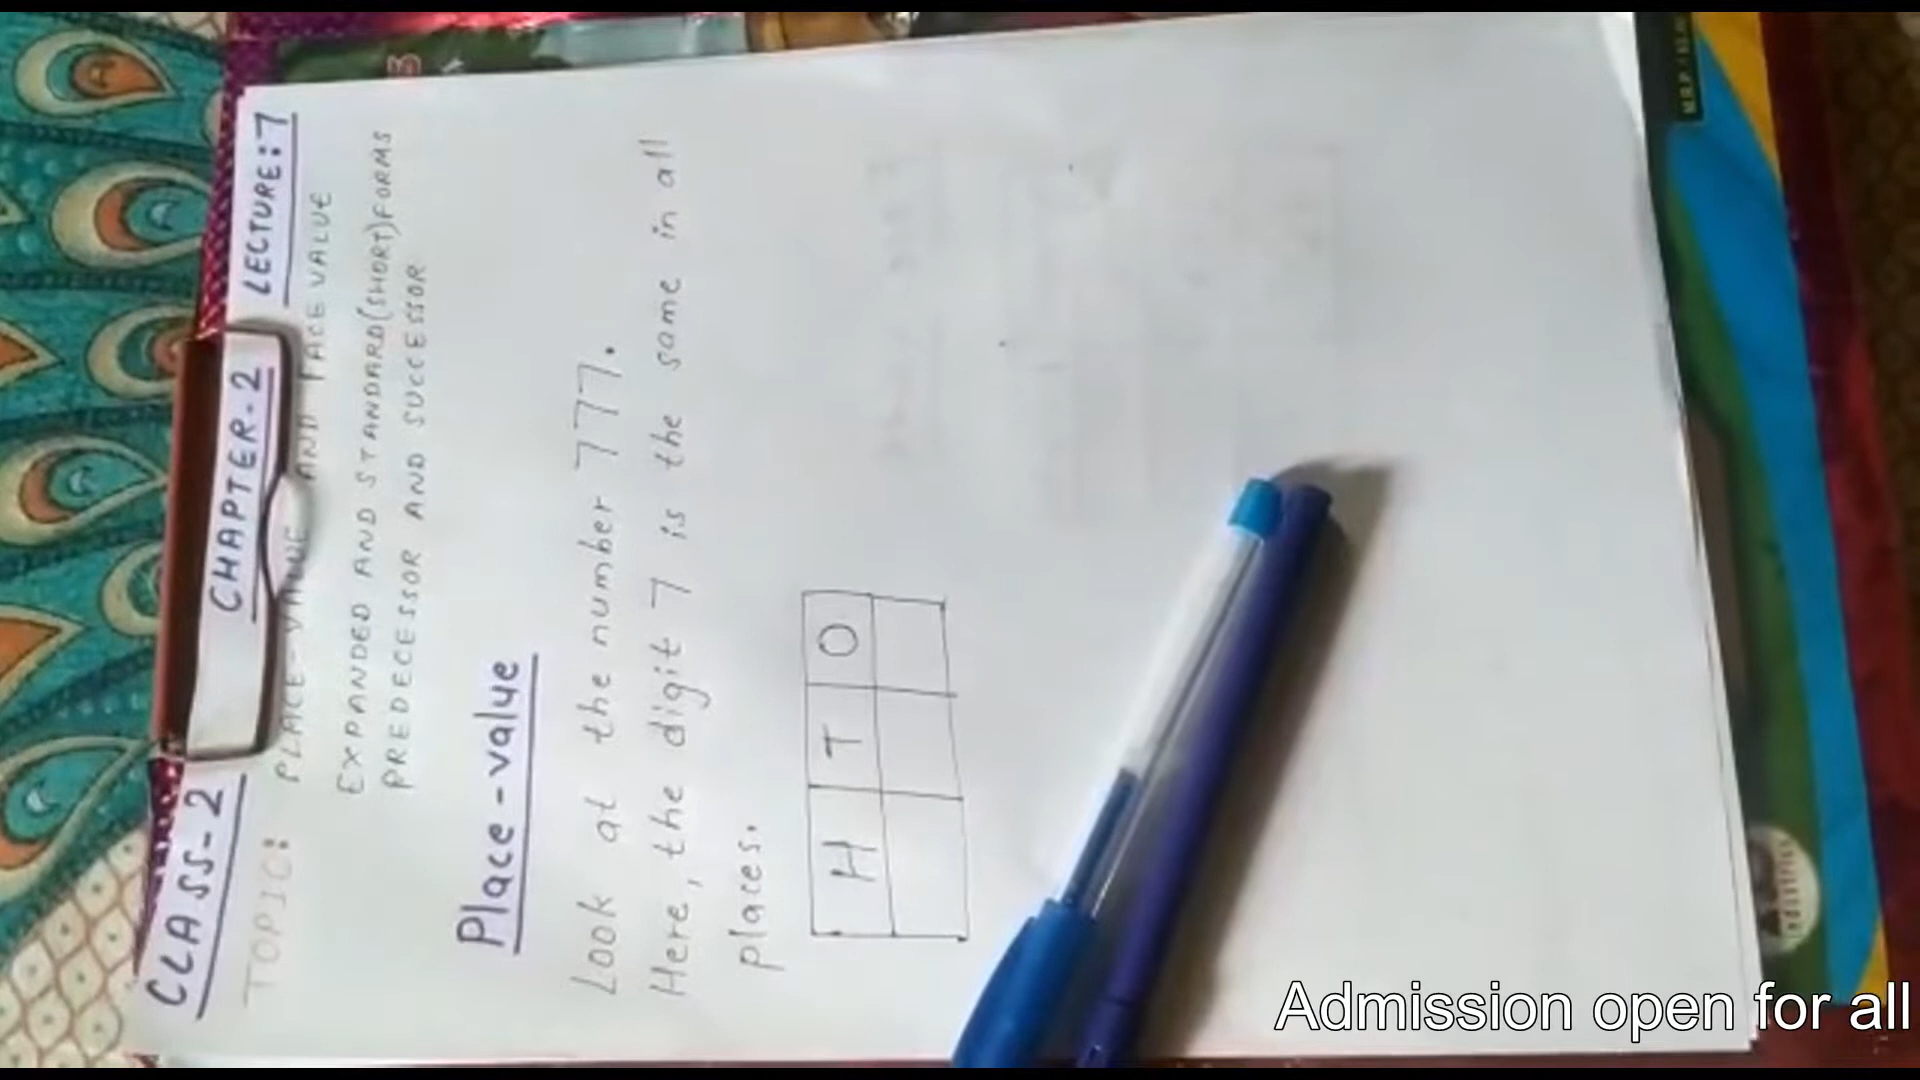 CLASS-2 CHAPTER-2 LECTURE:7
TOPIC: PLACE-VALUE AND FACE VALUE
EXPANDED AND STANDARD(SHORT)FORMS
PREDECESSOR AND SUCCESSOR
Place-value
Look at the number 777.
Here, the digit 7 is the same in all
places.
H T O
Admission open for all